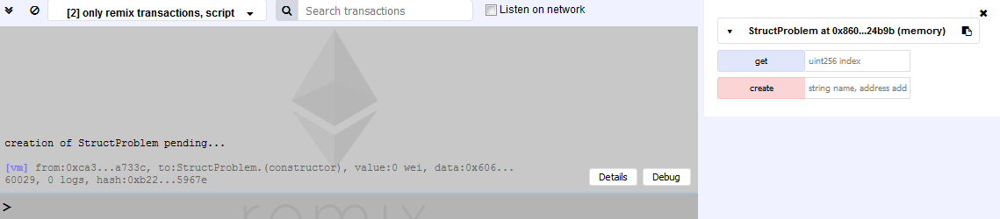 [2] only remix transactions, script
Search transactions
Listen on network
creation of StructProblem pending...
[vm] from:0xca3...a733c, to:StructProblem.(constructor), value:0 wei, data:0x606...
60029, 0 logs, hash:0xb22...5967e
Details
Debug
>
remix
StructProblem at 0x860...24b9b (memory)
get
uint256 index
create
string name, address add